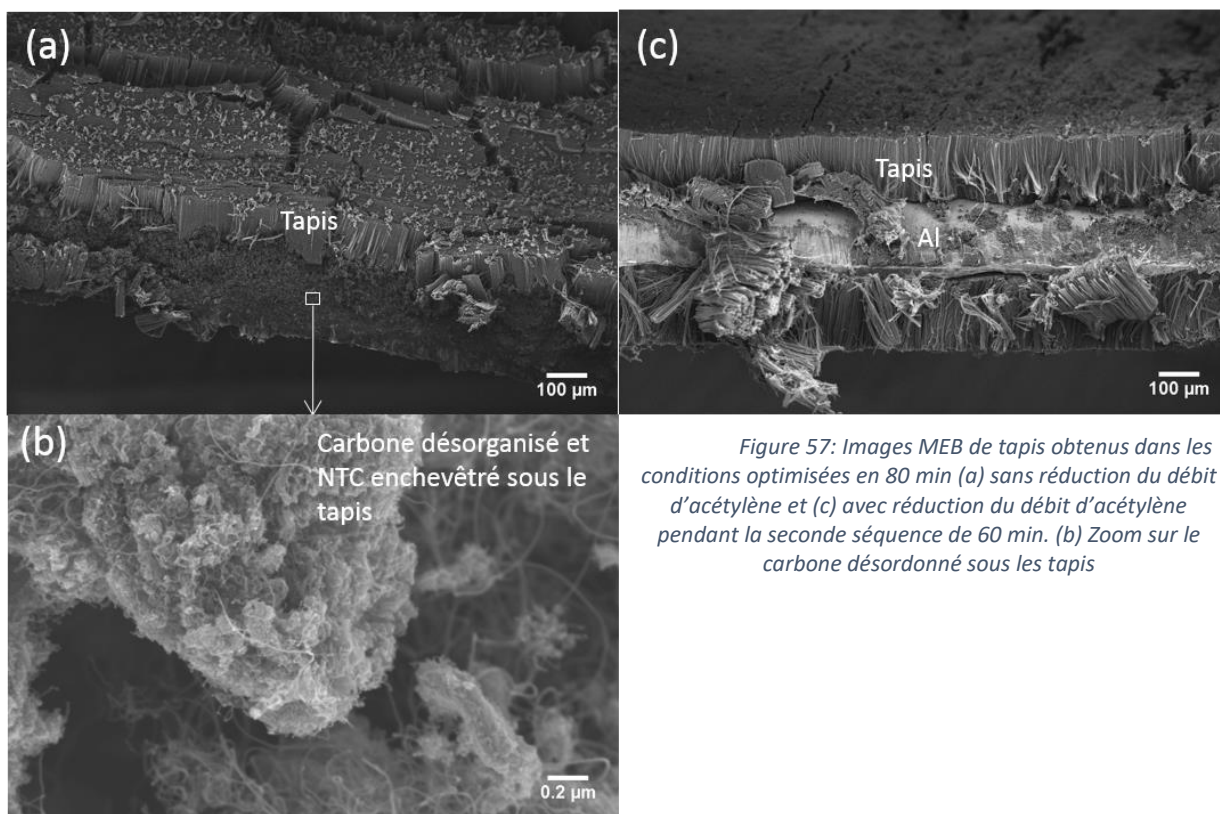 (a)
Tapis
100 µm
(c)
Tapis
Al
100 µm
(b)
Carbone désorganisé et
NTC enchevêtré sous le
tapis
0.2 µm
Figure 57: Images MEB de tapis obtenus dans les
conditions optimisées en 80 min (a) sans réduction du débit
d’acétylène et (c) avec réduction du débit d’acétylène
pendant la seconde séquence de 60 min. (b) Zoom sur le
carbone désordonné sous les tapis